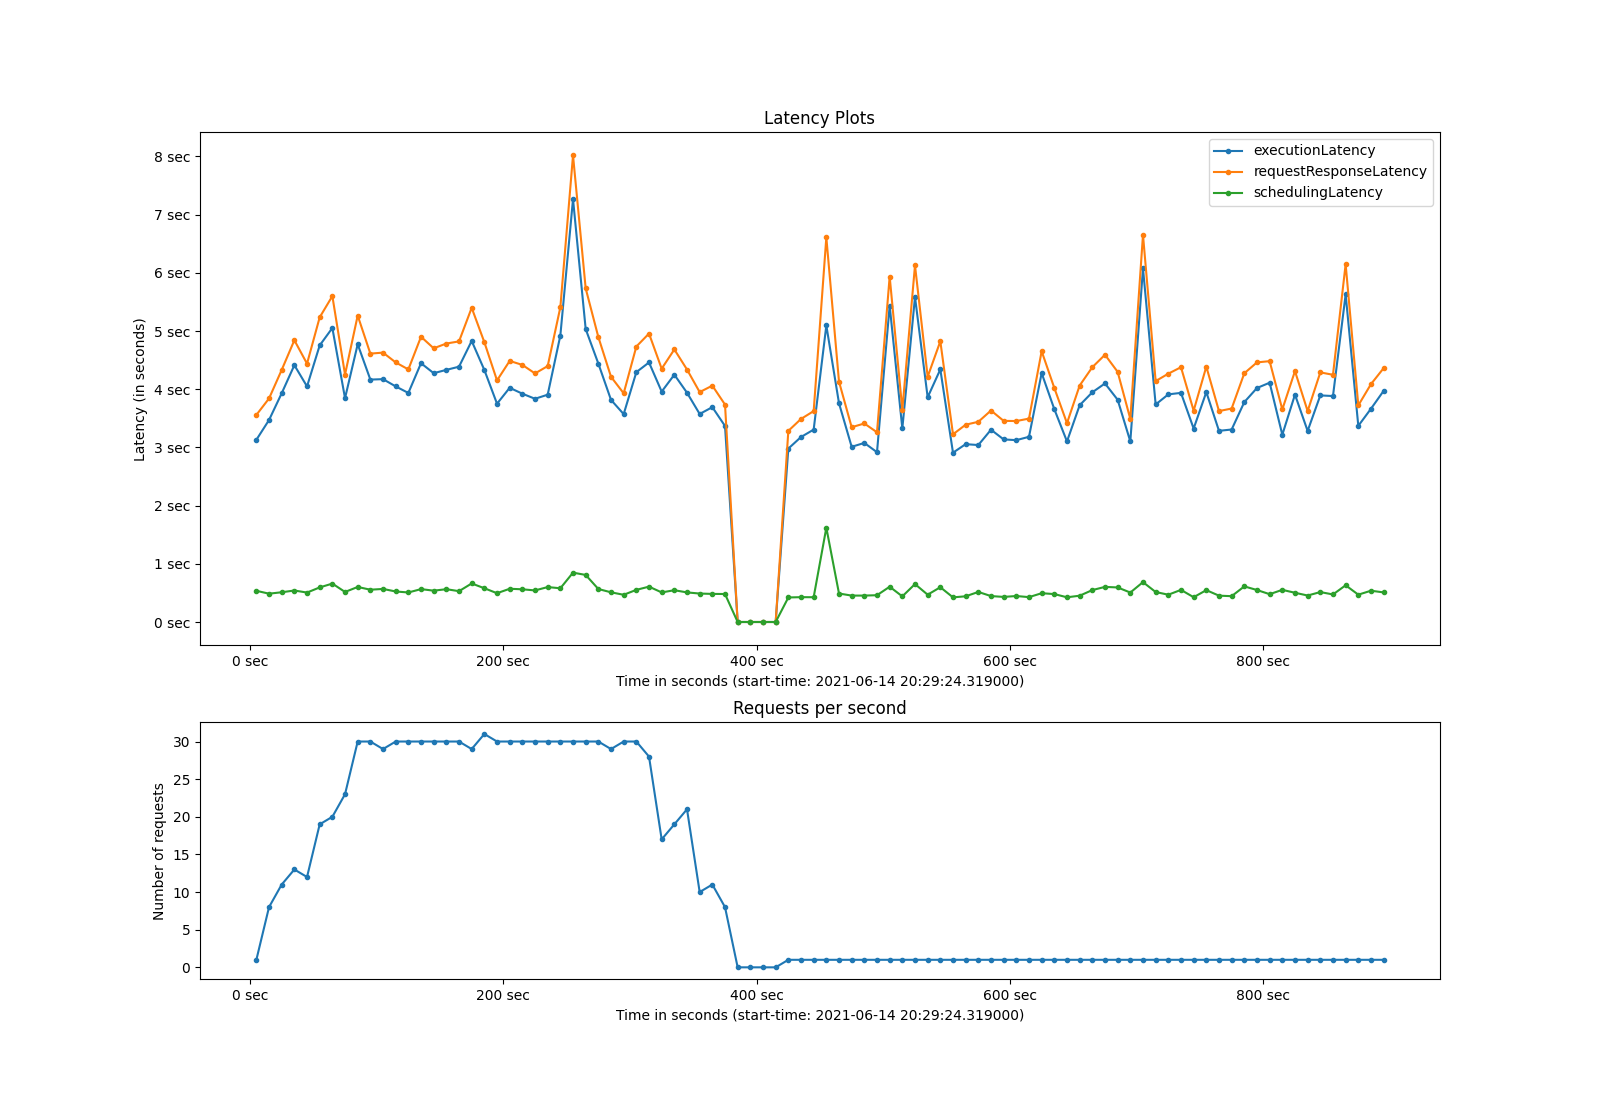 Latency Plots
executionLatency
requestResponseLatency
schedulingLatency
Latency (in seconds)
8 sec
7 sec
6 sec
5 sec
4 sec
3 sec
2 sec
1 sec
0 sec
0 sec 200 sec 400 sec 600 sec 800 sec
Time in seconds (start-time: 2021-06-14 20:29:24.319000)
Requests per second
Number of requests
30
25
20
15
10
5
0
0 sec 200 sec 400 sec 600 sec 800 sec
Time in seconds (start-time: 2021-06-14 20:29:24.319000)